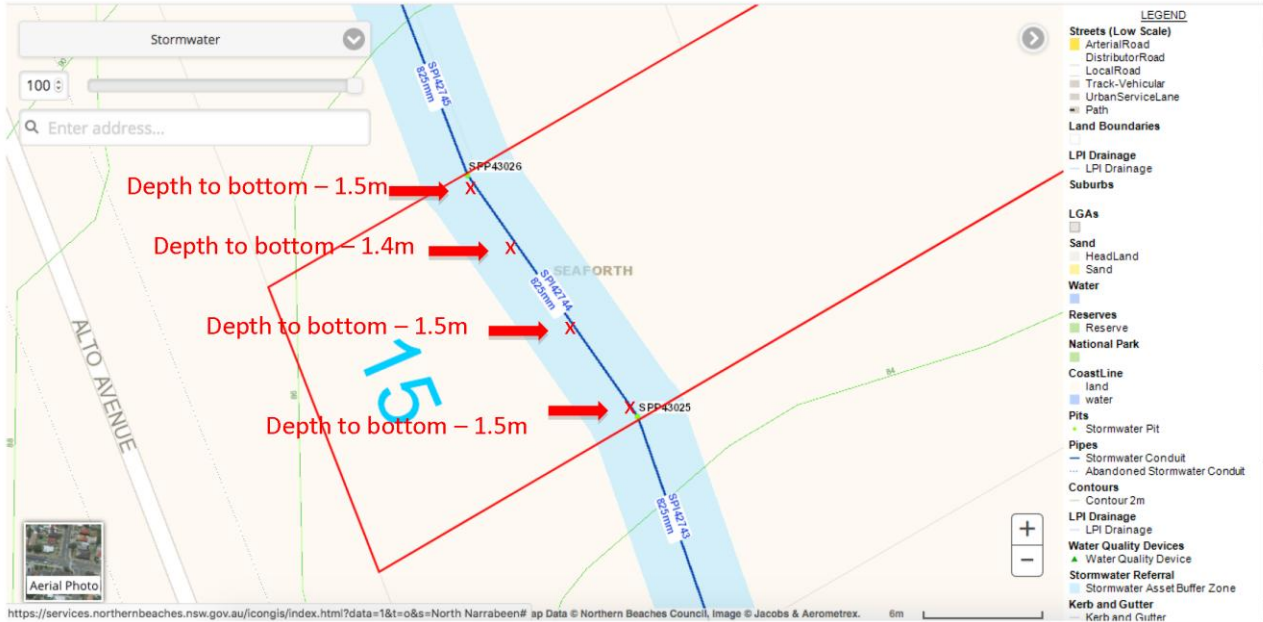 Stormwater
100
Enter address...
SPI42745
825mm
SPP43026
Depth to bottom – 1.5m
x
Depth to bottom – 1.4m
x
SEAFORTH
SPI42744
825mm
Depth to bottom – 1.5m
x
ALTO AVENUE
15
86
84
88
x
SPP43025
Depth to bottom – 1.5m
SPI42743
825mm
Aerial Photo
+
−
https://services.northernbeaches.nsw.gov.au/icongis/index.html?data=1&t=o&s=North Narrabeen# ap Data © Northern Beaches Council, Image © Jacobs & Aerometrex.
6m
LEGEND
Streets (Low Scale)
ArterialRoad
DistributorRoad
LocalRoad
Track-Vehicular
UrbanServiceLane
Path
Land Boundaries
LPI Drainage
LPI Drainage
Suburbs
LGAs
Sand
HeadLand
Sand
Water
Reserves
Reserve
National Park
CoastLine
land
water
Pits
Stormwater Pit
Pipes
Stormwater Conduit
Abandoned Stormwater Conduit
Contours
Contour 2m
LPI Drainage
LPI Drainage
Water Quality Devices
Water Quality Device
Stormwater Referral
Stormwater Asset Buffer Zone
Kerb and Gutter
Kerb and Gutter